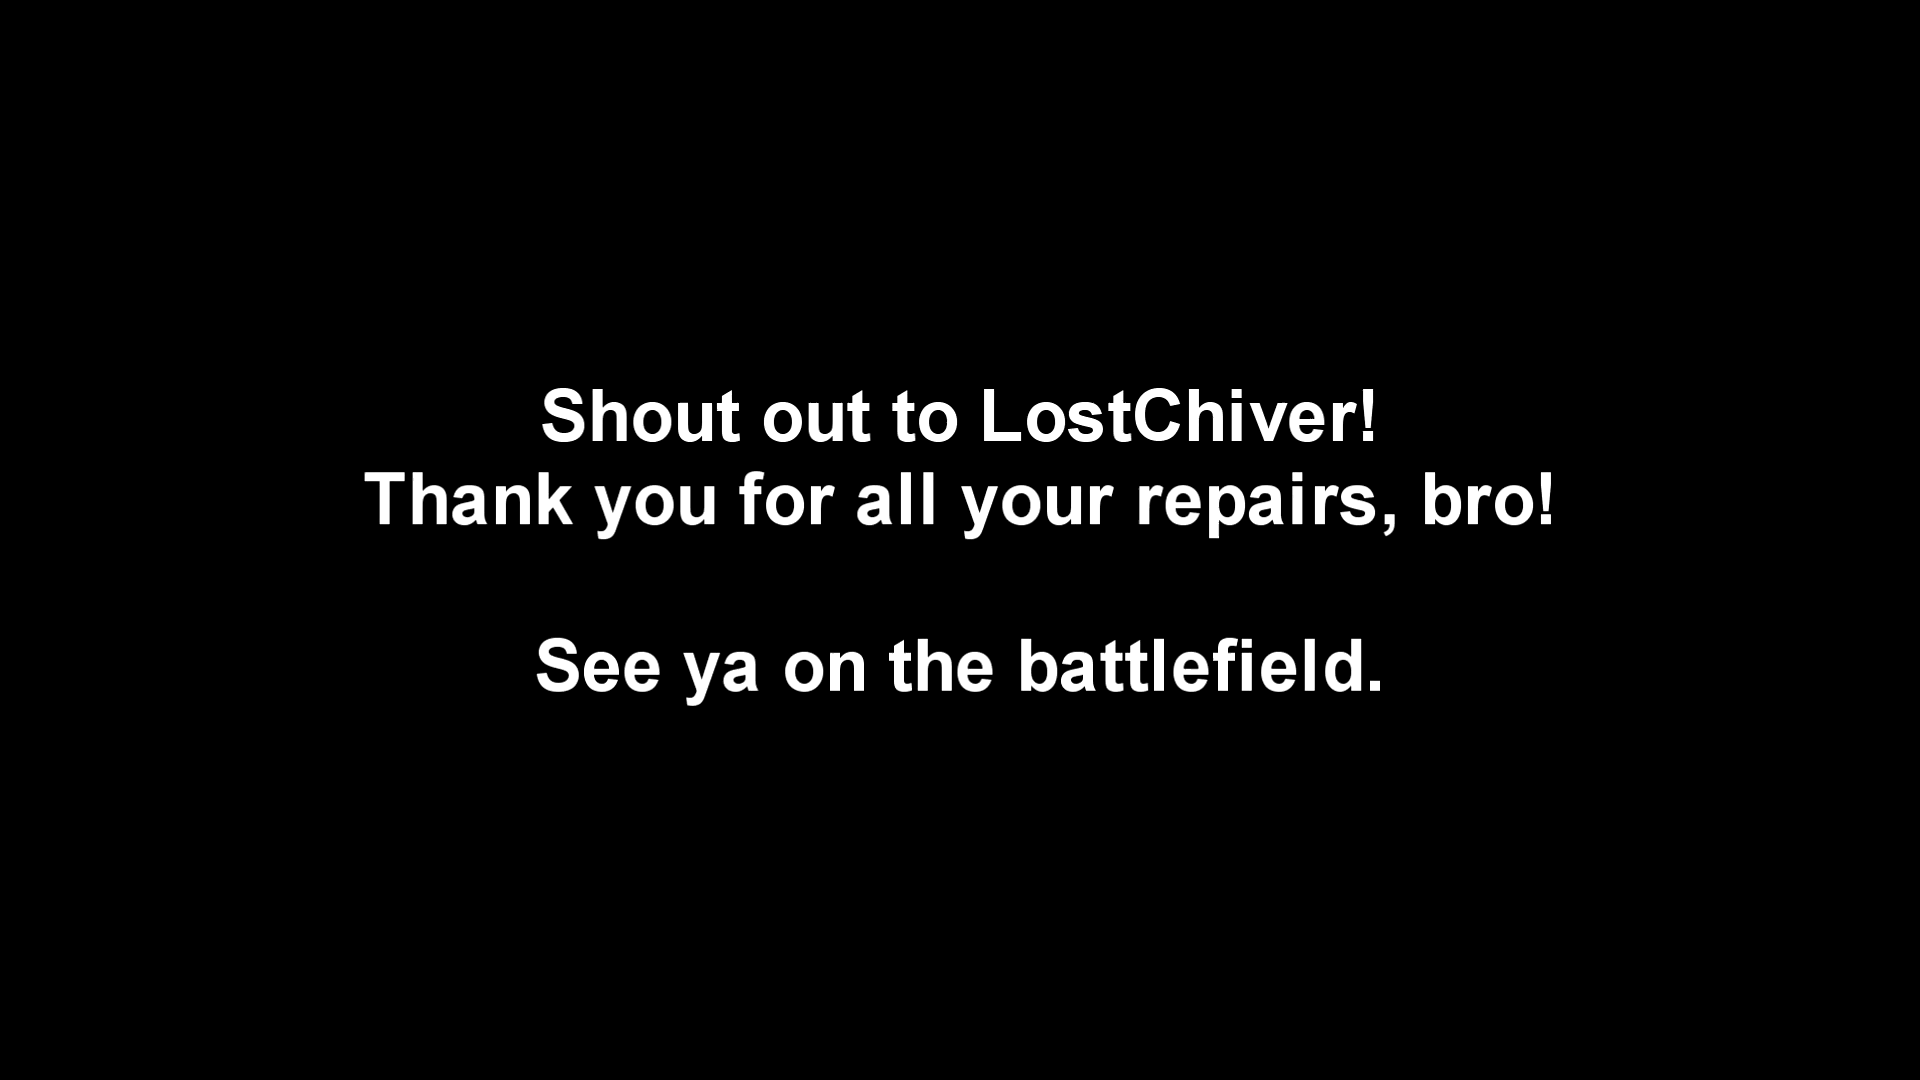 Shout out to LostChiver!
Thank you for all your repairs, bro!
See ya on the battlefield.